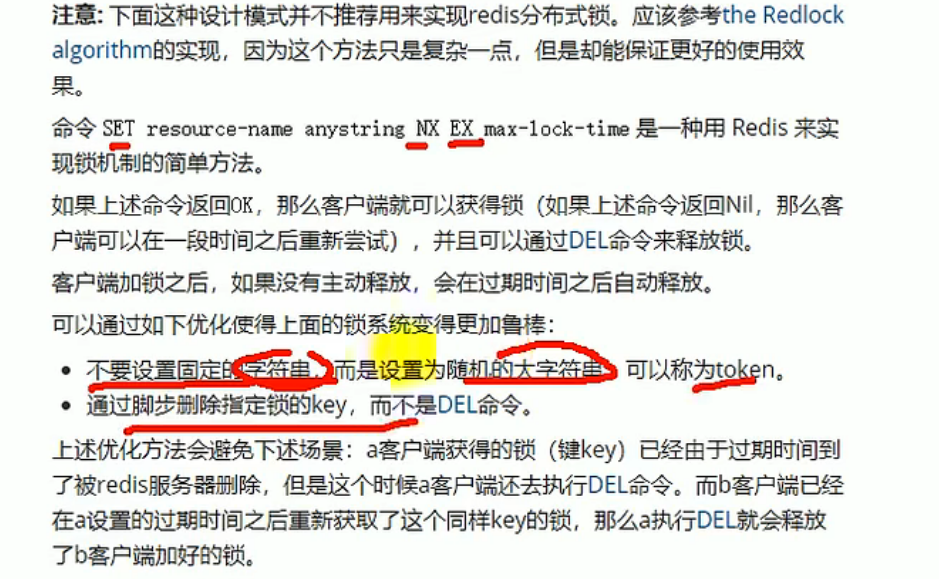 注意: 下面这种设计模式并不推荐用来实现redis分布式锁。应该参考the Redlock
algorithm的实现，因为这个方法只是复杂一点，但是却能保证更好的使用效
果。
命令 SET resource-name anystring NX EX max-lock-time 是一种用 Redis 来实
现锁机制的简单方法。
如果上述命令返回OK，那么客户端就可以获得锁（如果上述命令返回Nil，那么客
户端可以在一段时间之后重新尝试），并且可以通过DEL命令来释放锁。
客户端加锁之后，如果没有主动释放，会在过期时间之后自动释放。
可以通过如下优化使得上面的锁系统变得更加鲁棒：
• 不要设置固定的字符串，而是设置为随机的大字符串，可以称为token。
• 通过脚步删除指定锁的key，而不是DEL命令。
上述优化方法会避免下述场景：a客户端获得的锁（键key）已经由于过期时间到
了被redis服务器删除，但是这个时候a客户端还去执行DEL命令。而b客户端已经
在a设置的过期时间之后重新获取了这个同样key的锁，那么a执行DEL就会释放
了b客户端加好的锁。